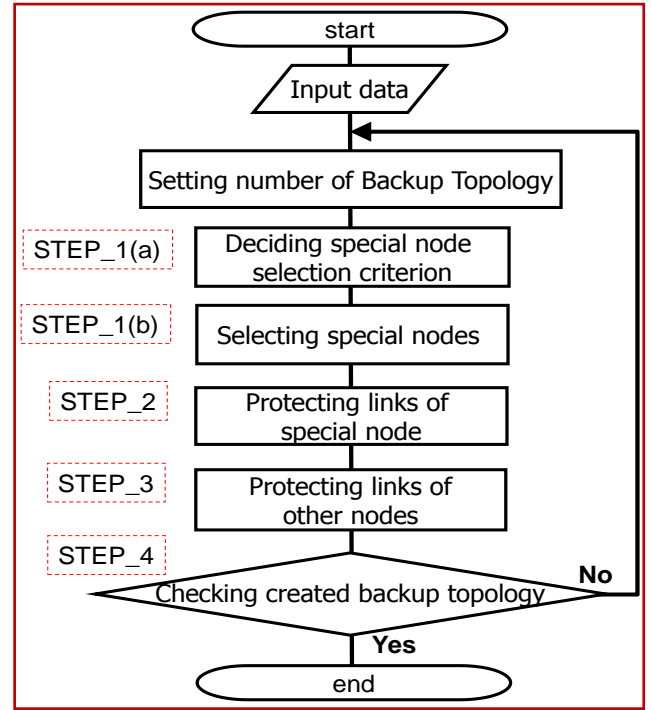 start
Input data
Setting number of Backup Topology
STEP_1(a)
Deciding special node
selection criterion
STEP_1(b)
Selecting special nodes
STEP_2
Protecting links of
special node
STEP_3
Protecting links of
other nodes
STEP_4
Checking created backup topology
No
Yes
end